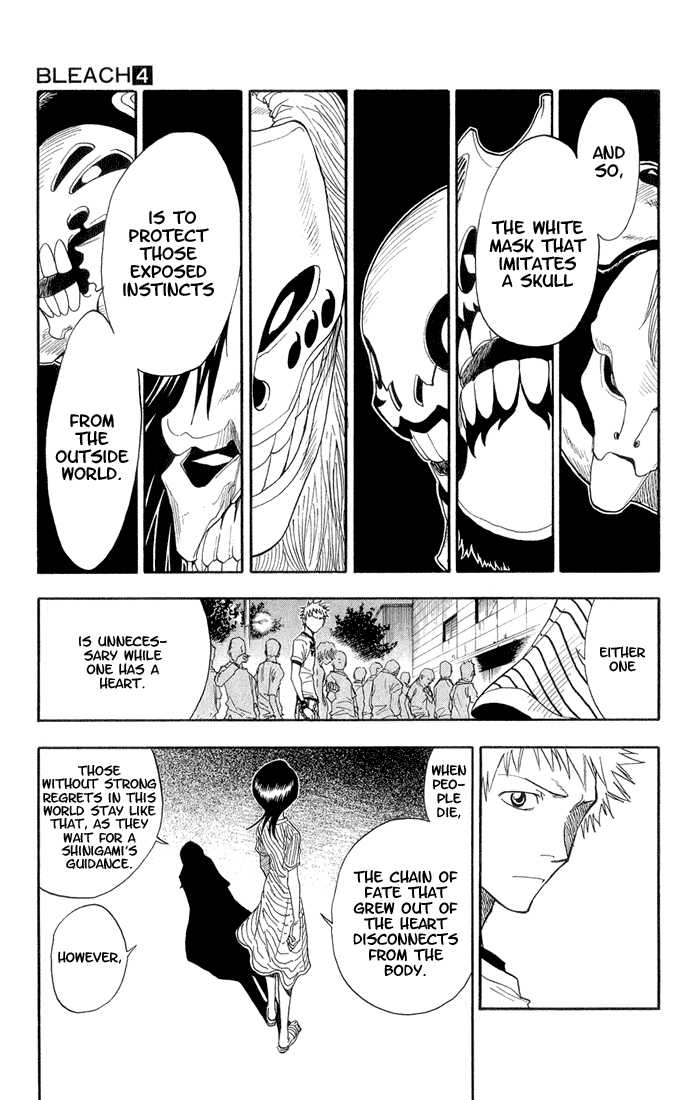 BLEACH 4
AND
SO,
THE WHITE
MASK THAT
IMITATES
A SKULL
IS TO
PROTECT
THOSE
EXPOSED
INSTINCTS
FROM
THE
OUTSIDE
WORLD.
EITHER
ONE
IS UNNECES-
SARY WHILE
ONE HAS A
HEART.
WHEN
PEO-
PLE
DIE,
THE CHAIN OF
FATE THAT
GREW OUT OF
THE HEART
DISCONNECTS
FROM THE
BODY.
THOSE
WITHOUT STRONG
REGRETS IN THIS
WORLD STAY LIKE
THAT, AS THEY
WAIT FOR A
SHINIGAMI'S
GUIDANCE.
HOWEVER,